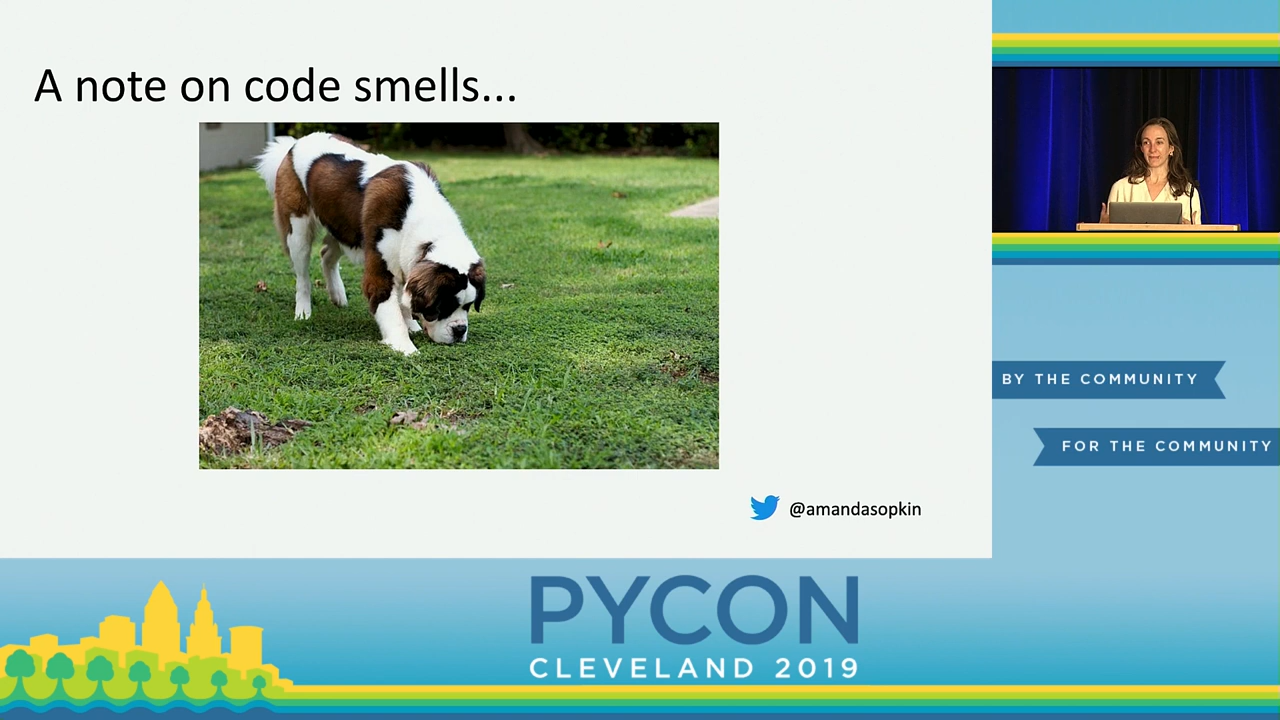 A note on code smells...
@amandasopkin
BY THE COMMUNITY
FOR THE COMMUNITY
PYCON
CLEVELAND 2019